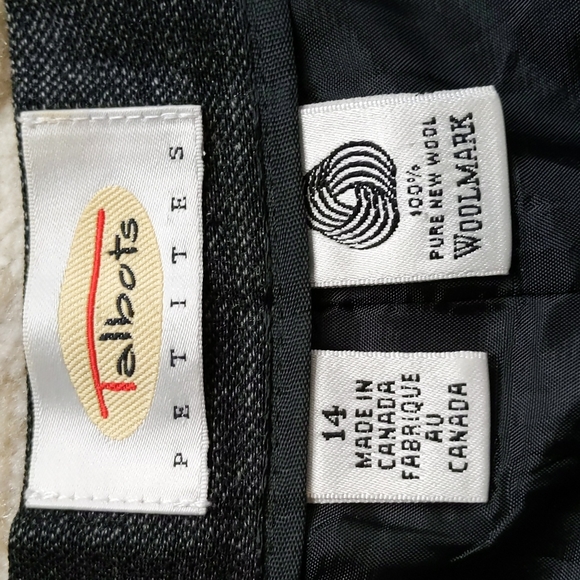 Talbots
PETITES
100%
PURE NEW WOOL
WOOLMARK
14
MADE IN
CANADA
FABRIQUE
AU
CANADA